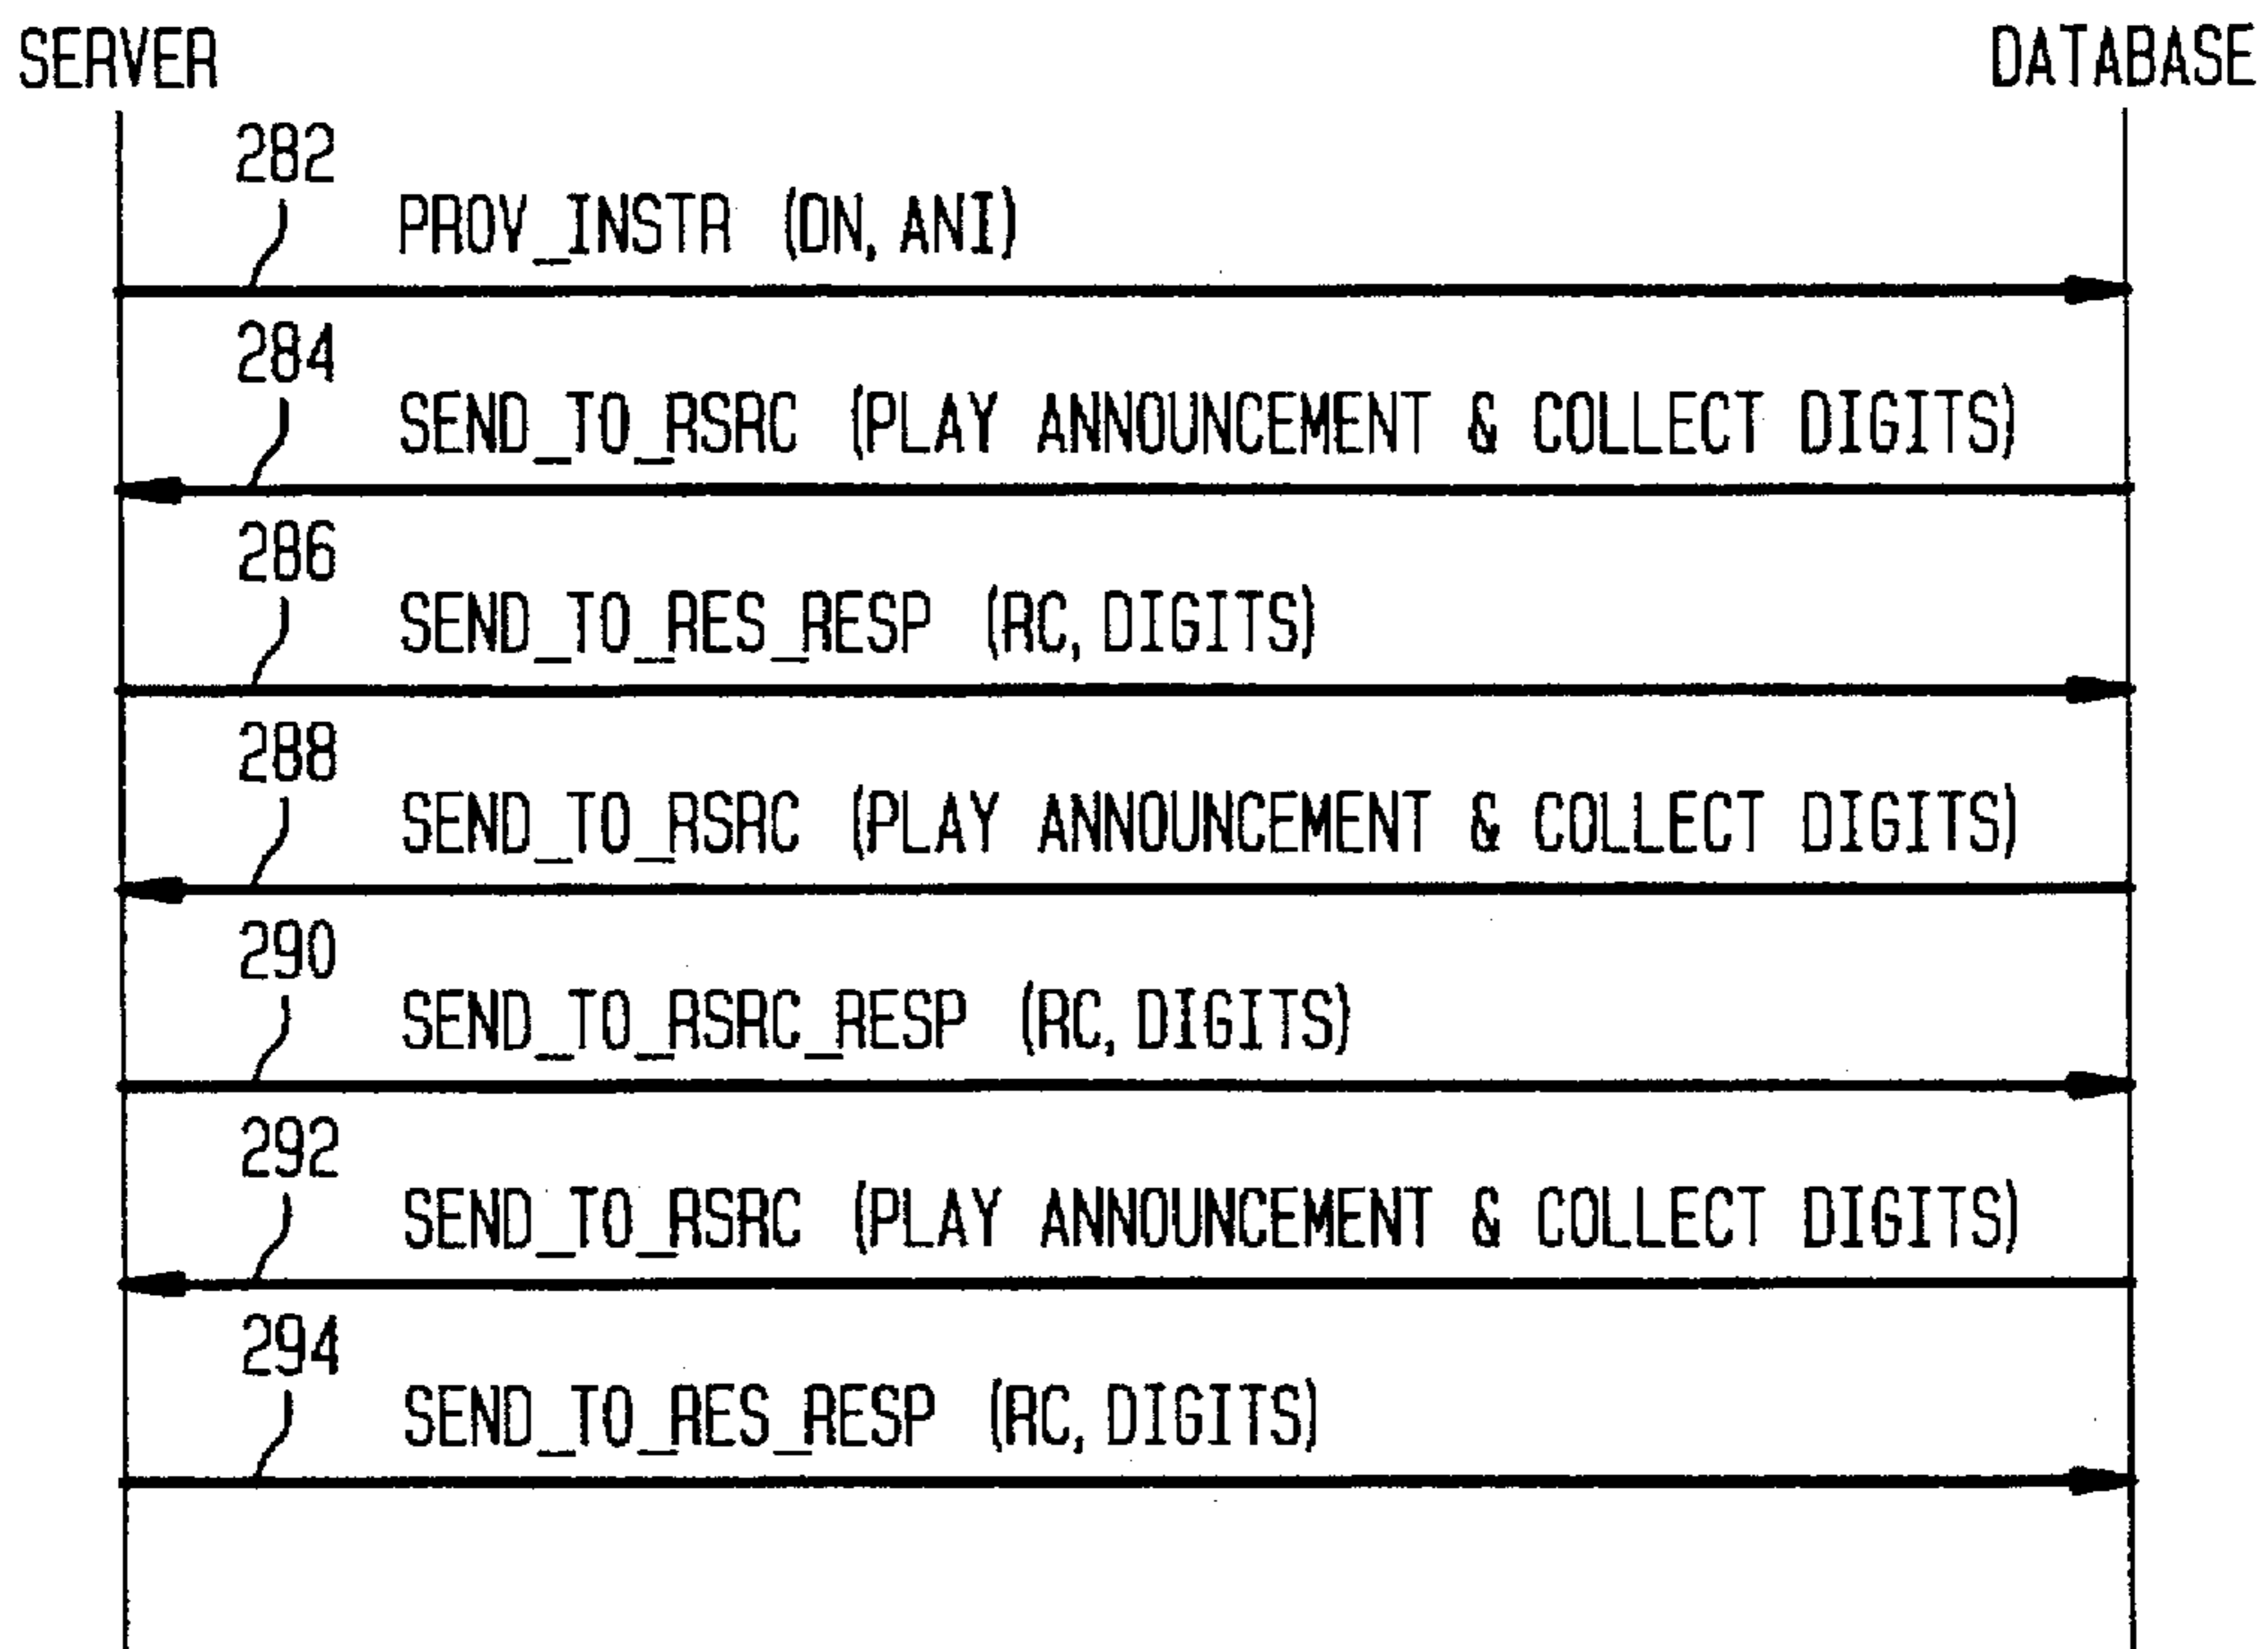 SERVER DATABASE
282
PROV_INSTR (DN, ANI)
284
SEND_TO_RSRC (PLAY ANNOUNCEMENT & COLLECT DIGITS)
286
SEND_TO_RES_RESP (RC, DIGITS)
288
SEND_TO_RSRC (PLAY ANNOUNCEMENT & COLLECT DIGITS)
290
SEND_TO_RSRC_RESP (RC, DIGITS)
292
SEND_TO_RSRC (PLAY ANNOUNCEMENT & COLLECT DIGITS)
294
SEND_TO_RES_RESP (RC, DIGITS)